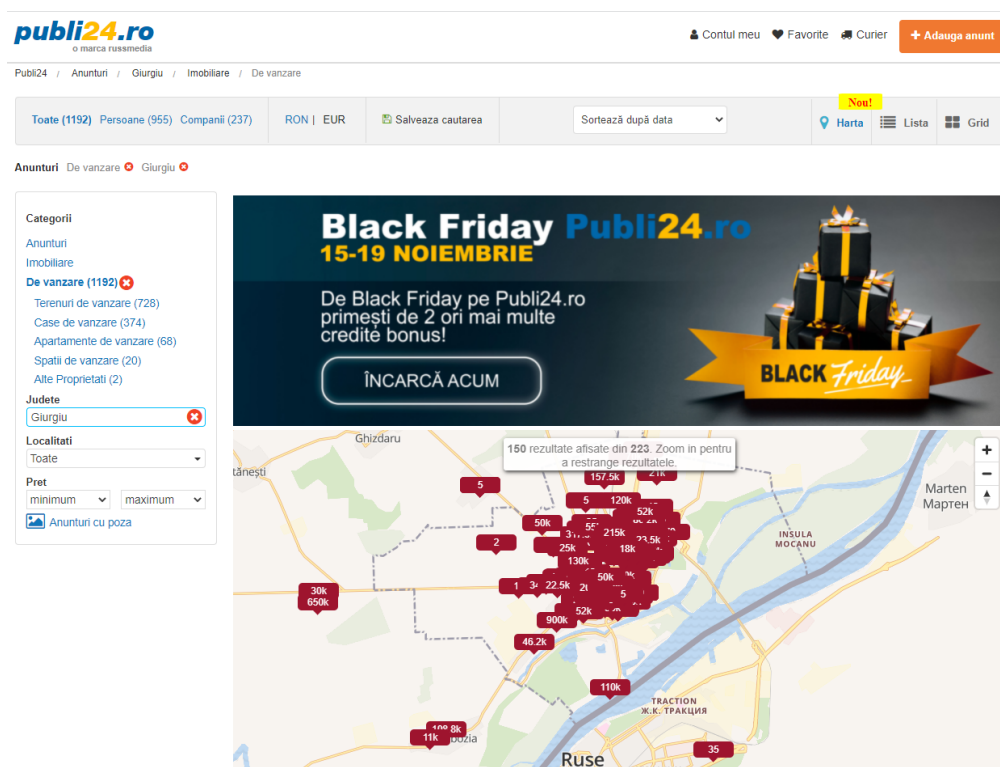 publi24.ro
o marca russmedia
Contul meu Favorite Curier + Adauga anunt
Publi24 / Anunturi / Giurgiu / Imobiliare / De vanzare
Nou!
Toate (1192) Persoane (955) Companii (237) RON | EUR Salveaza cautarea Sortează după data Harta Lista Grid
Anunturi De vanzare Giurgiu
Categorii
Anunturi
Imobiliare
De vanzare (1192)
Terenuri de vanzare (728)
Case de vanzare (374)
Apartamente de vanzare (68)
Spatii de vanzare (20)
Alte Proprietati (2)
Judete
Giurgiu
Localitati
Toate
Pret
minimum maximum
Anunturi cu poza
Black Friday Publi24.ro
15-19 NOIEMBRIE
De Black Friday pe Publi24.ro
primești de 2 ori mai multe
credite bonus!
ÎNCARCĂ ACUM
BLACK Friday
Ghizdaru
150 rezultate afisate din 223. Zoom in pentru
a restrange rezultatele.
157.5k 21k
5
Marten
Мартен
5 120k
52k
50k
215k
23.5k
INSULA
MOCANU
2
25k 18k
130k
50k
1 22.5k
5
30k
650k
52k
900k
46.2k
110k
TRACTION
Ж.К. ТРАКЦИЯ
11k
35
Ruse